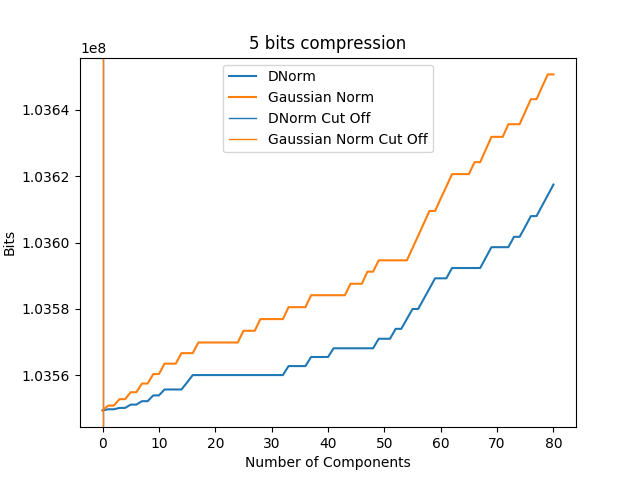 5 bits compression
1e8
DNorm
Gaussian Norm
DNorm Cut Off
Gaussian Norm Cut Off
1.0364
1.0362
1.0360
1.0358
1.0356
Bits
0 10 20 30 40 50 60 70 80
Number of Components